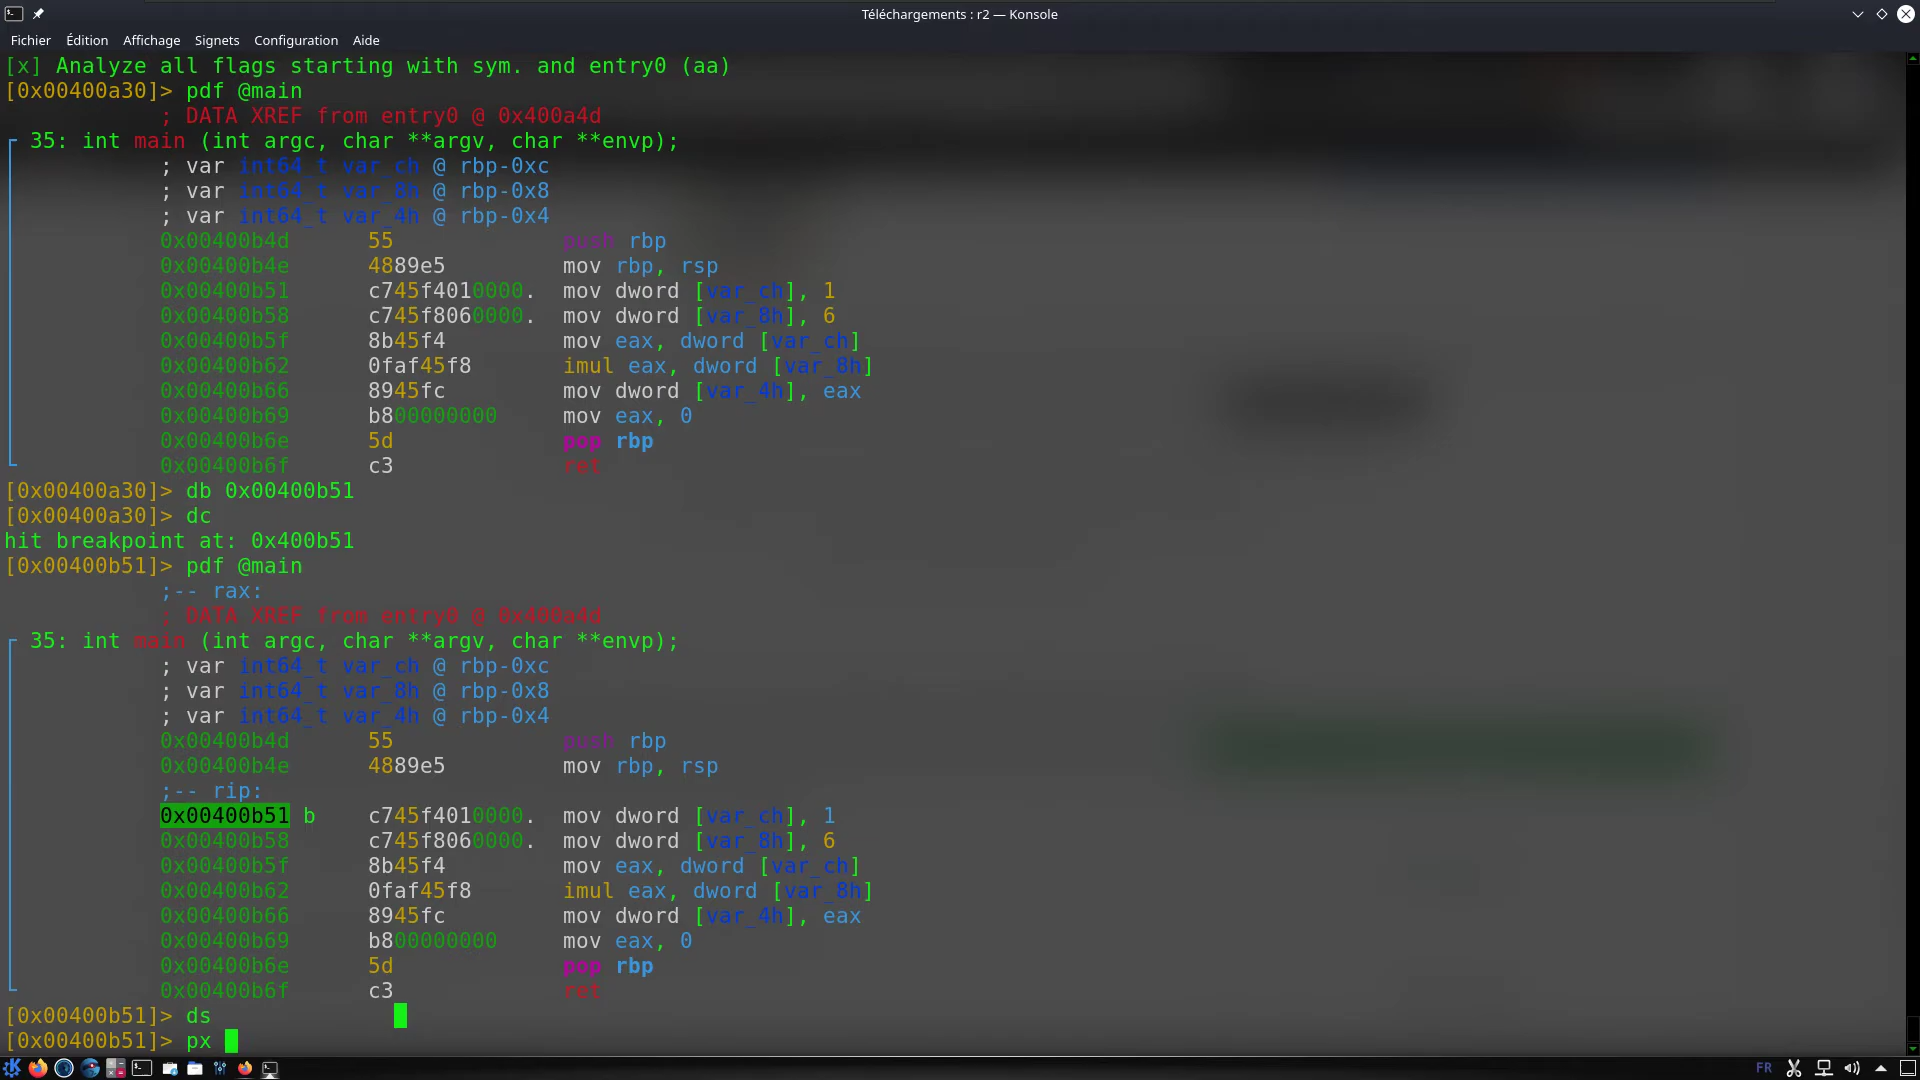 Téléchargements : r2 — Konsole
Fichier Édition Affichage Signets Configuration Aide
[x] Analyze all flags starting with sym. and entry0 (aa)
[0x00400a30]> pdf @main
; DATA XREF from entry0 @ 0x400a4d
35: int main (int argc, char **argv, char **envp);
; var int64_t var_ch @ rbp-0xc
; var int64_t var_8h @ rbp-0x8
; var int64_t var_4h @ rbp-0x4
0x00400b4d 55 push rbp
0x00400b4e 4889e5 mov rbp, rsp
0x00400b51 c745f4010000. mov dword [var_ch], 1
0x00400b58 c745f8060000. mov dword [var_8h], 6
0x00400b5f 8b45f4 mov eax, dword [var_ch]
0x00400b62 0faf45f8 imul eax, dword [var_8h]
0x00400b66 8945fc mov dword [var_4h], eax
0x00400b69 b800000000 mov eax, 0
0x00400b6e 5d pop rbp
0x00400b6f c3 ret
[0x00400a30]> db 0x00400b51
[0x00400a30]> dc
hit breakpoint at: 0x400b51
[0x00400b51]> pdf @main
;-- rax:
; DATA XREF from entry0 @ 0x400a4d
35: int main (int argc, char **argv, char **envp);
; var int64_t var_ch @ rbp-0xc
; var int64_t var_8h @ rbp-0x8
; var int64_t var_4h @ rbp-0x4
0x00400b4d 55 push rbp
0x00400b4e 4889e5 mov rbp, rsp
;-- rip:
0x00400b51 b c745f4010000. mov dword [var_ch], 1
0x00400b58 c745f8060000. mov dword [var_8h], 6
0x00400b5f 8b45f4 mov eax, dword [var_ch]
0x00400b62 0faf45f8 imul eax, dword [var_8h]
0x00400b66 8945fc mov dword [var_4h], eax
0x00400b69 b800000000 mov eax, 0
0x00400b6e 5d pop rbp
0x00400b6f c3 ret
[0x00400b51]> ds
[0x00400b51]> px
FR